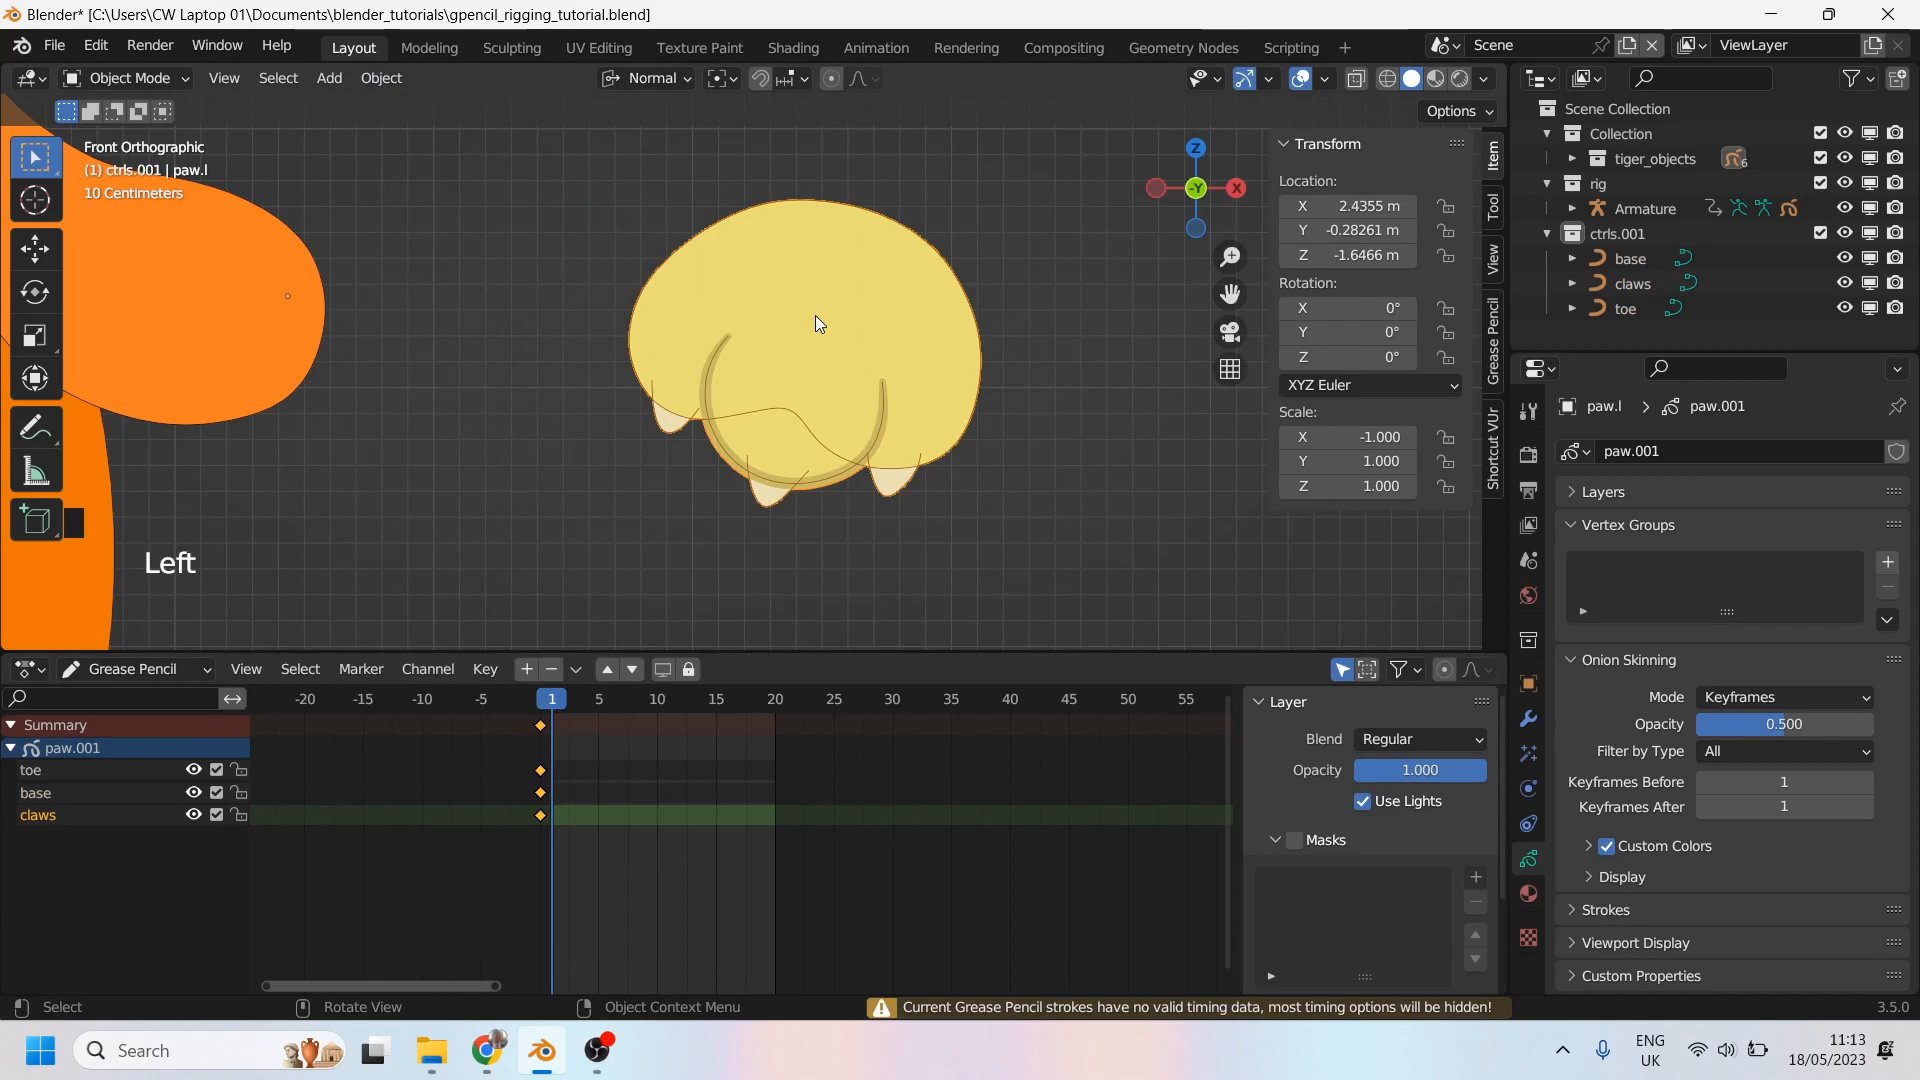 Blender* [C:\Users\CW Laptop 01\Documents\blender_tutorials\gpencil_rigging_tutorial.blend]
File Edit Render Window Help Layout Modeling Sculpting UV Editing Texture Paint Shading Animation Rendering Compositing Geometry Nodes Scripting + Scene ViewLayer
Object Mode View Select Add Object Normal
Options
Front Orthographic
(1) ctrls.001 | paw.l
10 Centimeters
Left
Z
-Y
X
Transform
Location:
X 2.4355 m
Y -0.28261 m
Z -1.6466 m
Rotation:
X 0°
Y 0°
Z 0°
XYZ Euler
Scale:
X -1.000
Y 1.000
Z 1.000
Item
Tool
View
Grease Pencil
Shortcut VUr
Scene Collection
Collection
tiger_objects 6
rig
Armature
ctrls.001
base
claws
toe
paw.l > paw.001
paw.001
Layers
Vertex Groups
Onion Skinning
Mode Keyframes
Opacity 0.500
Filter by Type All
Keyframes Before 1
Keyframes After 1
Custom Colors
Display
Strokes
Viewport Display
Custom Properties
Grease Pencil View Select Marker Channel Key
-20 -15 -10 -5 1 5 10 15 20 25 30 35 40 45 50 55
Summary
paw.001
toe
base
claws
Layer
Blend Regular
Opacity 1.000
Use Lights
Masks
Select Rotate View Object Context Menu Current Grease Pencil strokes have no valid timing data, most timing options will be hidden! 3.5.0
Search
ENG
UK
11:13
18/05/2023